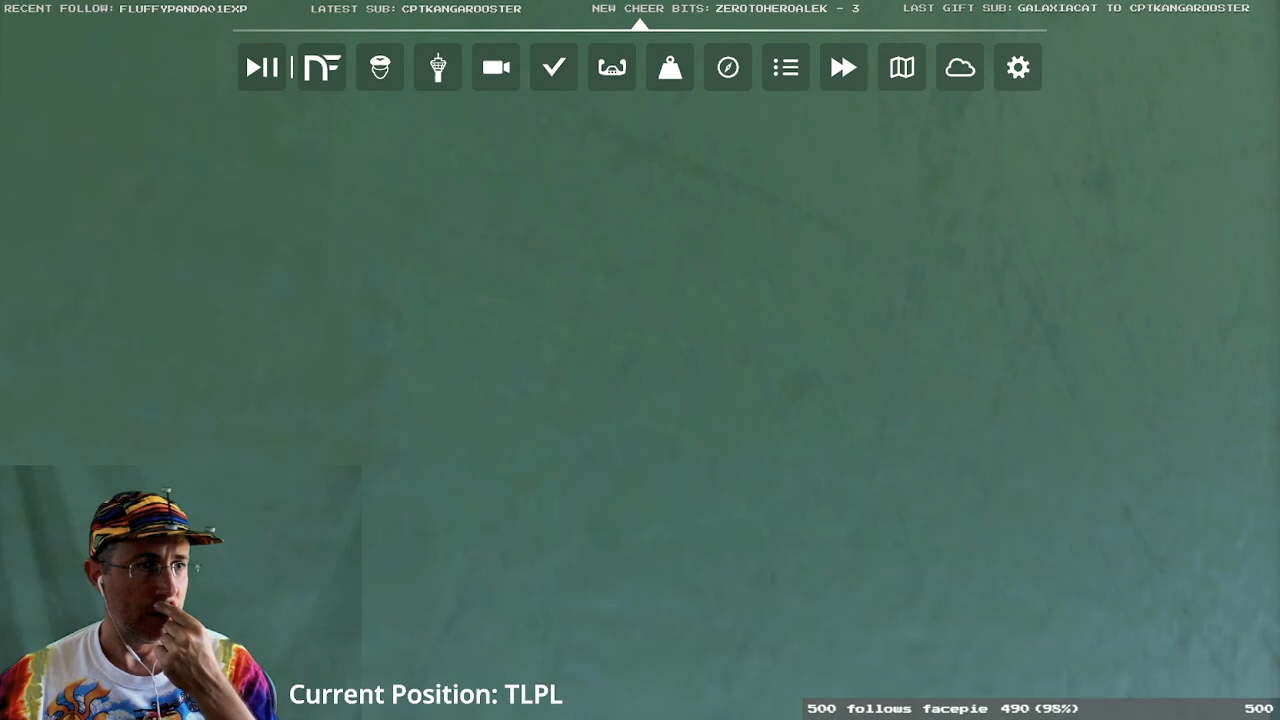 RECENT FOLLOW: FLUFFYPANDA01EXP
LATEST SUB: CPTKANGAROOSTER
NEW CHEER BITS: ZEROTOHEROALEK - 3
LAST GIFT SUB: GALAXIACAT TO CPTKANGAROOSTER
NF
Current Position: TLPL
500 follows facepie 490 (98%) 500